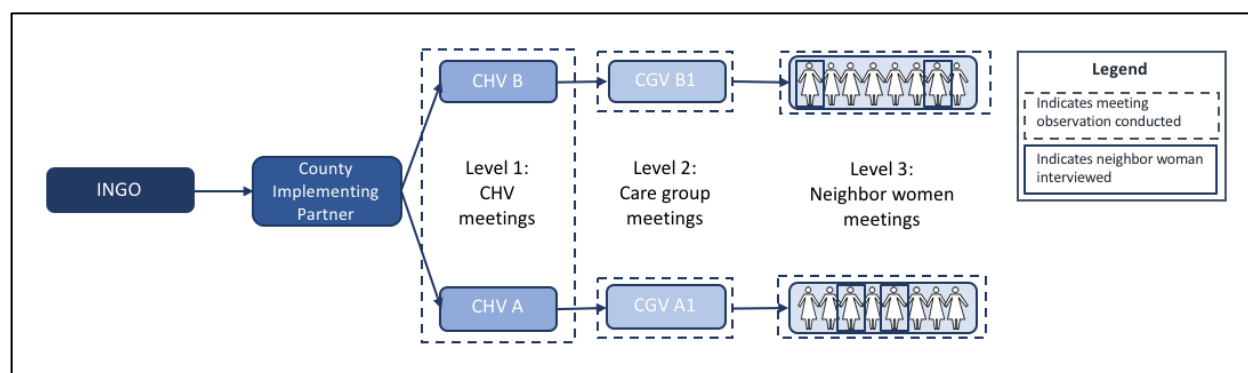 INGO
County
Implementing
Partner
CHV B
CGV B1
Level 1:
CHV
meetings
Level 2:
Care group
meetings
Level 3:
Neighbor women
meetings
CHV A
CGV A1
Legend
Indicates meeting
observation conducted
Indicates neighbor woman
interviewed